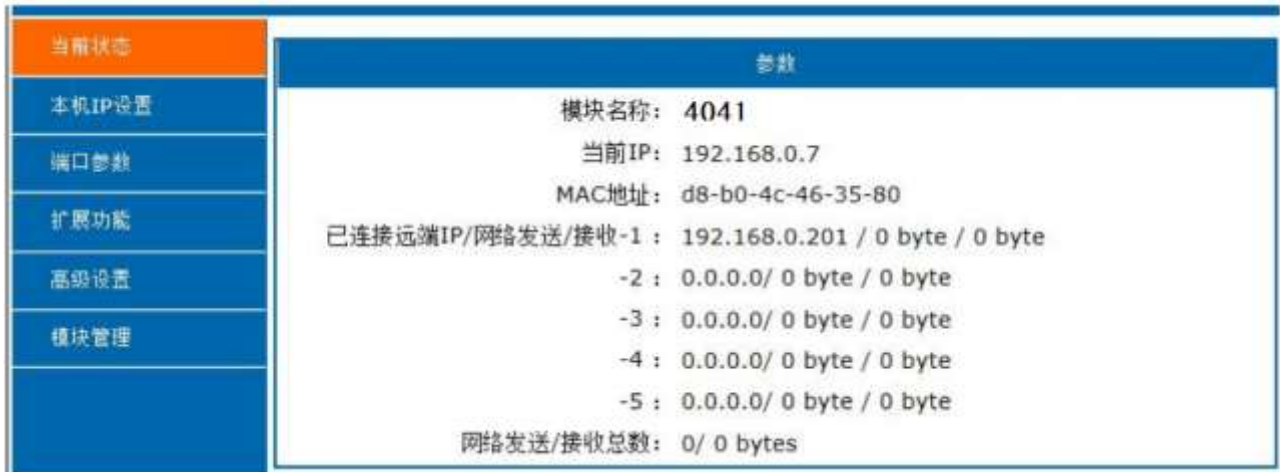 当前状态
本机IP设置
端口参数
扩展功能
高级设置
模块管理
参数
模块名称： 4041
当前IP： 192.168.0.7
MAC地址： d8-b0-4c-46-35-80
已连接远端IP/网络发送/接收-1 : 192.168.0.201 / 0 byte / 0 byte
-2 : 0.0.0.0/ 0 byte / 0 byte
-3 : 0.0.0.0/ 0 byte / 0 byte
-4 : 0.0.0.0/ 0 byte / 0 byte
-5 : 0.0.0.0/ 0 byte / 0 byte
网络发送/接收总数： 0/ 0 bytes